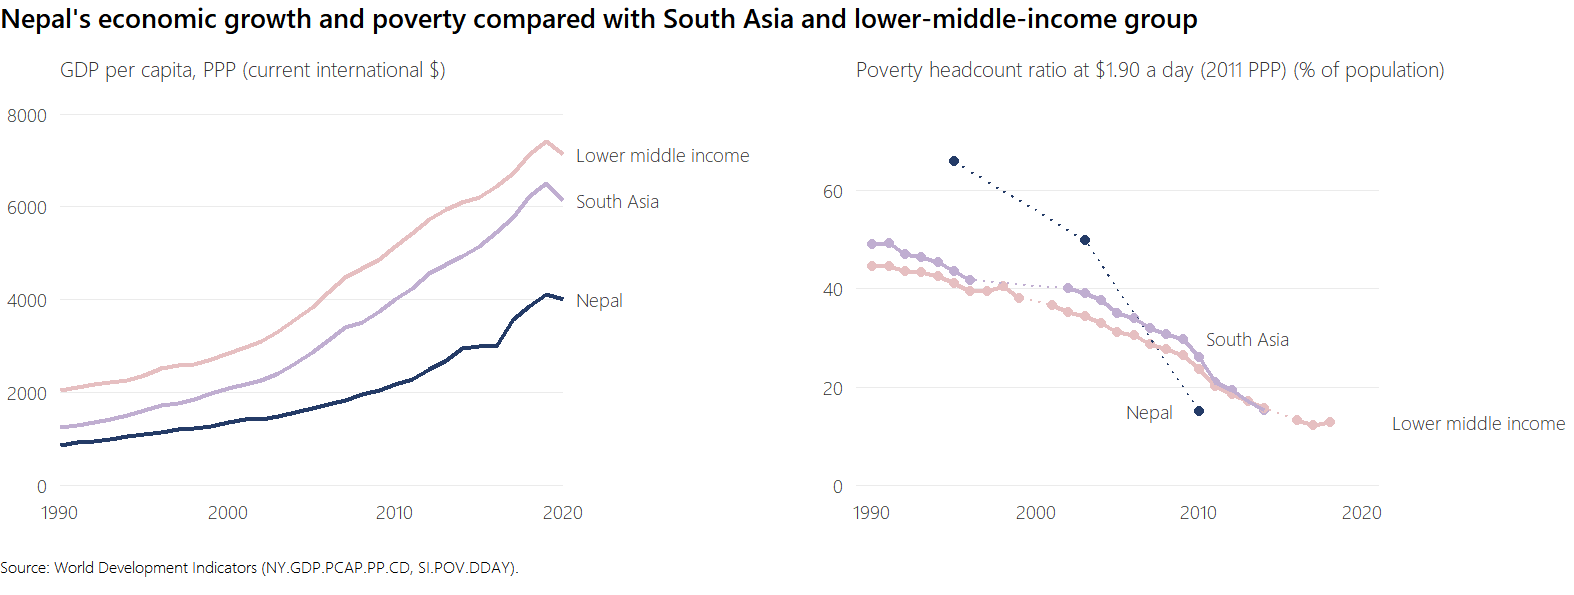 Nepal's economic growth and poverty compared with South Asia and lower-middle-income group
GDP per capita, PPP (current international $)
8000
6000
4000
2000
0
1990
2000
2010
2020
Lower middle income
South Asia
Nepal
Poverty headcount ratio at $1.90 a day (2011 PPP) (% of population)
60
40
20
0
1990
2000
2010
2020
South Asia
Nepal
Lower middle income
Source: World Development Indicators (NY.GDP.PCAP.PP.CD, SI.POV.DDAY).